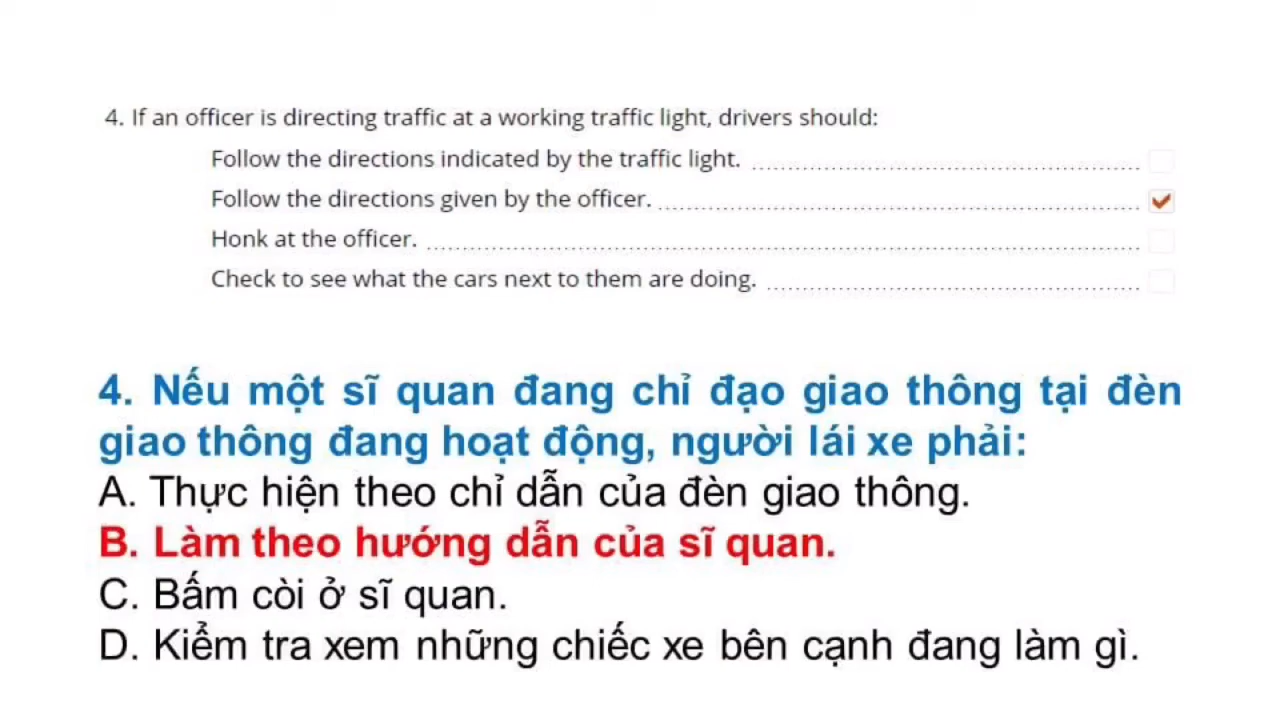 4. If an officer is directing traffic at a working traffic light, drivers should:
Follow the directions indicated by the traffic light.
Follow the directions given by the officer.
Honk at the officer.
Check to see what the cars next to them are doing.
4. Nếu một sĩ quan đang chỉ đạo giao thông tại đèn
giao thông đang hoạt động, người lái xe phải:
A. Thực hiện theo chỉ dẫn của đèn giao thông.
B. Làm theo hướng dẫn của sĩ quan.
C. Bấm còi ở sĩ quan.
D. Kiểm tra xem những chiếc xe bên cạnh đang làm gì.